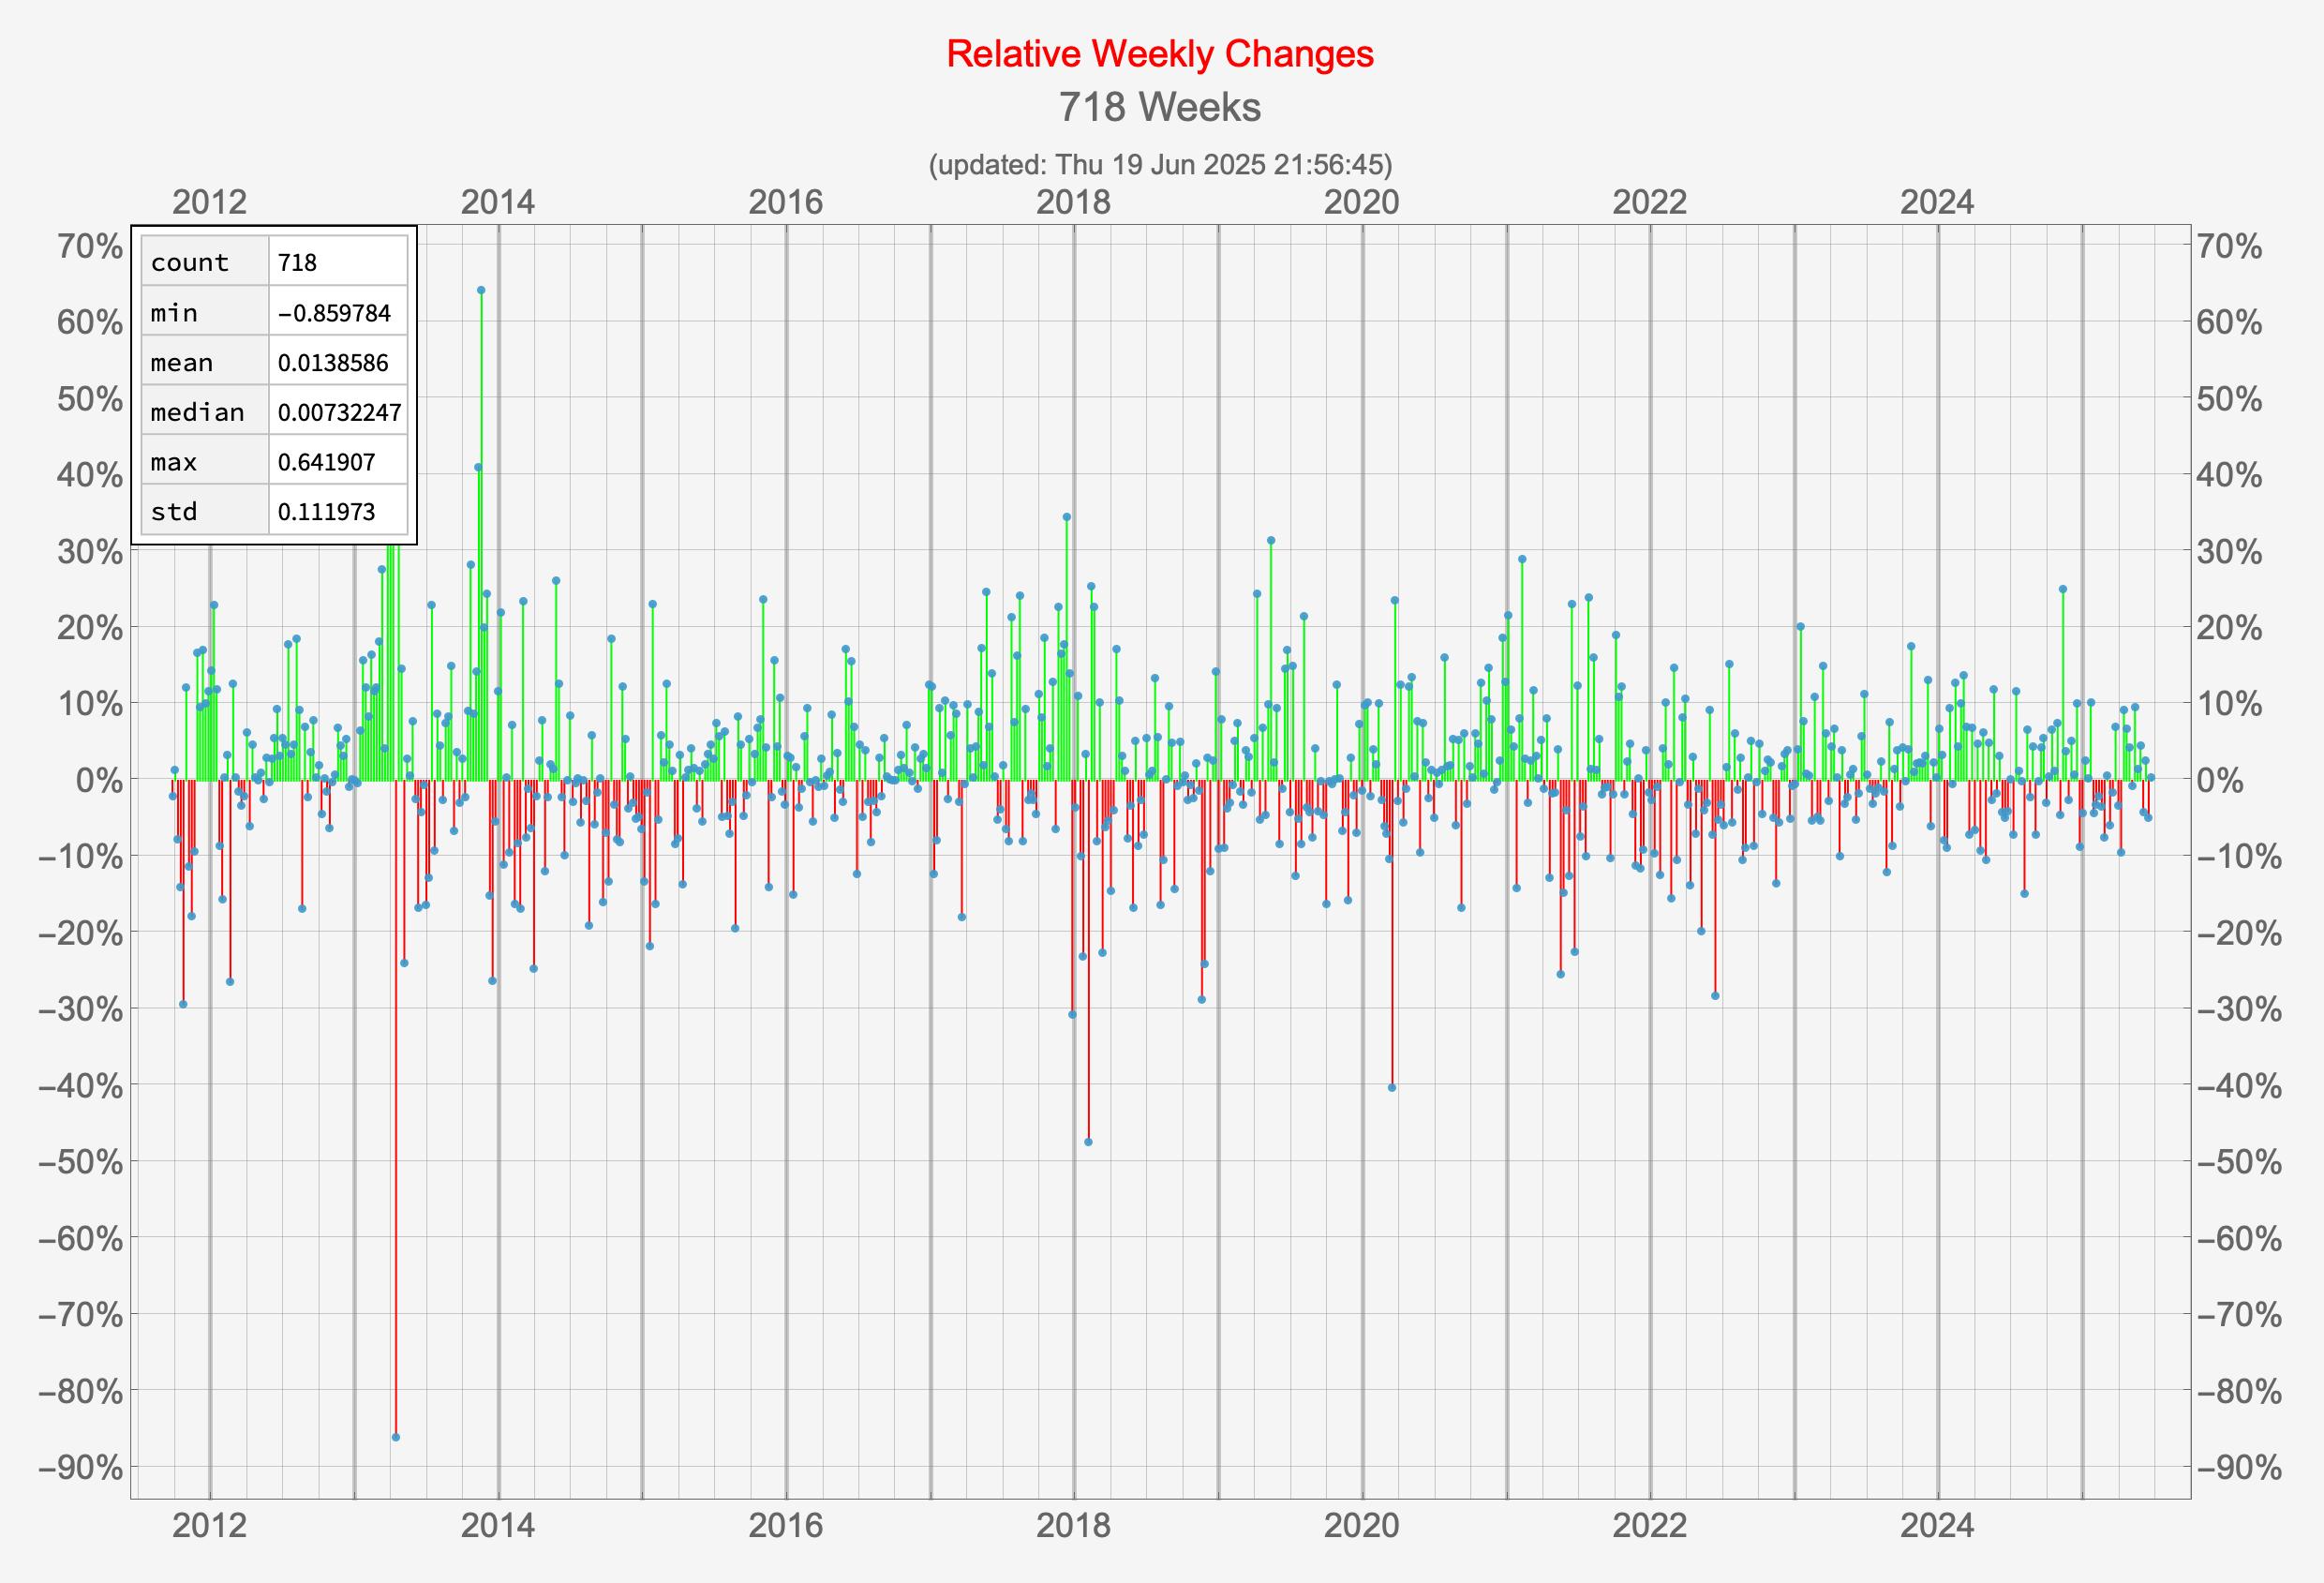 Relative Weekly Changes
718 Weeks
(updated: Thu 19 Jun 2025 21:56:45)
2012 2014 2016 2018 2020 2022 2024
count 718
min −0.859784
mean 0.0138586
median 0.00732247
max 0.641907
std 0.111973
70% 70%
60% 60%
50% 50%
40% 40%
30% 30%
20% 20%
10% 10%
0% 0%
−10% −10%
−20% −20%
−30% −30%
−40% −40%
−50% −50%
−60% −60%
−70% −70%
−80% −80%
−90% −90%
2012 2014 2016 2018 2020 2022 2024